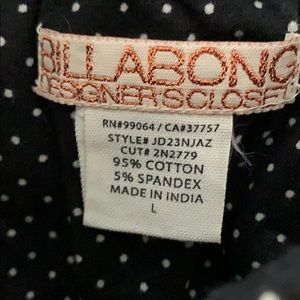 BILLABONG
DESIGNER'S CLOSET
RN#99064 / CA#37757
STYLE# JD23NJAZ
CUT# 2N2779
95% COTTON
5% SPANDEX
MADE IN INDIA
L